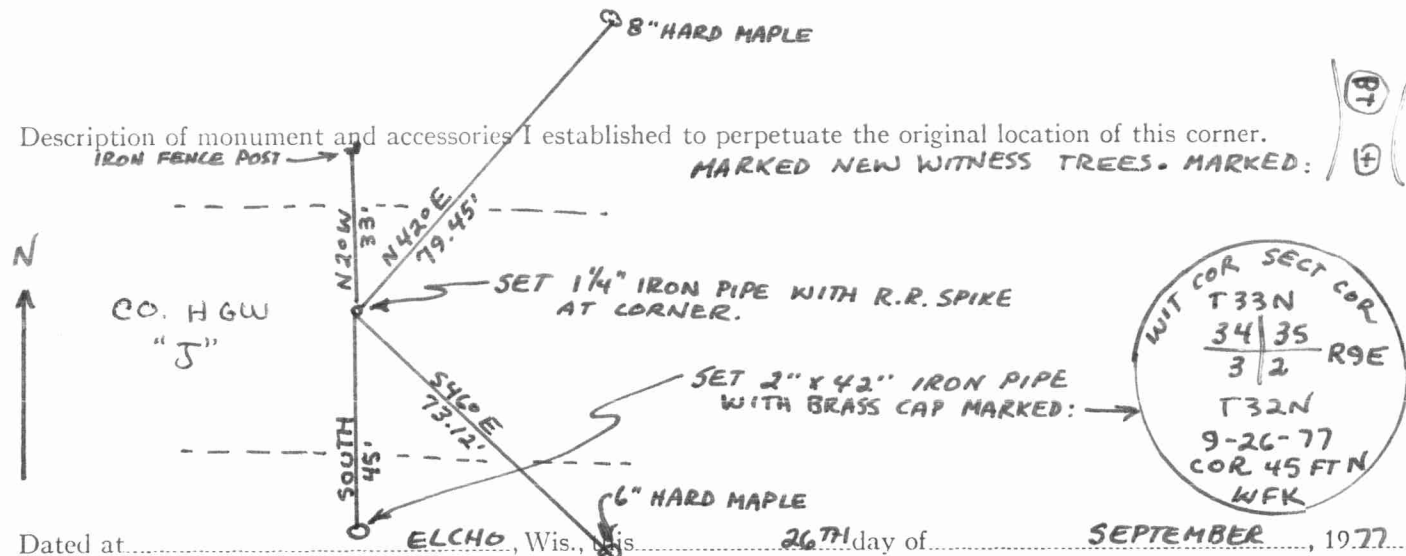 8" HARD MAPLE
Description of monument and accessories I established to perpetuate the original location of this corner.
IRON FENCE POST
MARKED NEW WITNESS TREES. MARKED:
BT
+
N
N2°W
33'
N42°E
79.45'
CO. HGW
"J"
SET 1¼" IRON PIPE WITH R.R. SPIKE
AT CORNER.
S46°E
73.12'
SOUTH
45'
SET 2" x 42" IRON PIPE
WITH BRASS CAP MARKED:
WIT COR SECT COR
T33N
34 | 35
R9E
3 | 2
T32N
9-26-77
COR 45 FT N
WFK
6" HARD MAPLE
Dated at ELCHO, Wis., this 26TH day of SEPTEMBER, 1977